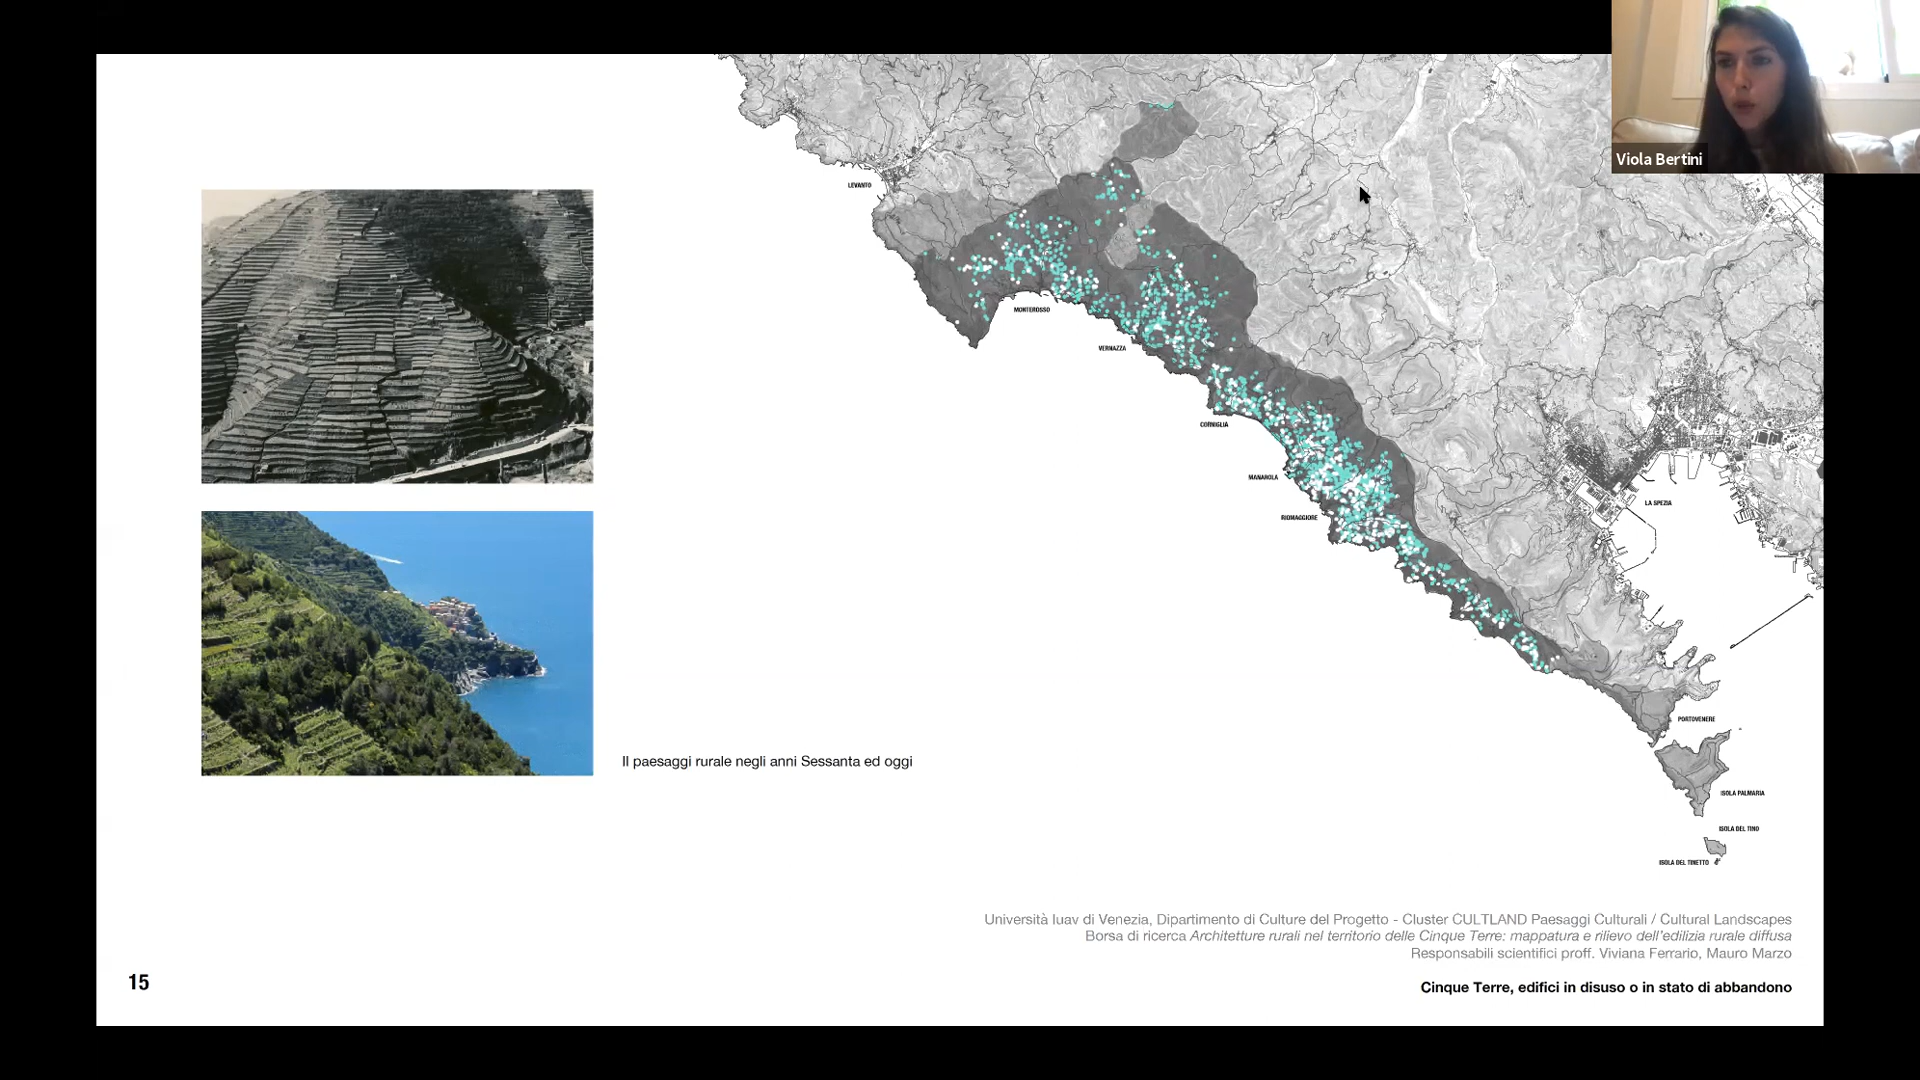 Viola Bertini
LEVANTO
MONTEROSSO
VERNAZZA
CORNIGLIA
MANAROLA
RIOMAGGIORE
LA SPEZIA
PORTOVENERE
ISOLA PALMARIA
ISOLA DEL TINO
ISOLA DEL TINETTO
Il paesaggi rurale negli anni Sessanta ed oggi
Università Iuav di Venezia, Dipartimento di Culture del Progetto - Cluster CULTLAND Paesaggi Culturali / Cultural Landscapes
Borsa di ricerca Architetture rurali nel territorio delle Cinque Terre: mappatura e rilievo dell'edilizia rurale diffusa
Responsabili scientifici proff. Viviana Ferrario, Mauro Marzo
15
Cinque Terre, edifici in disuso o in stato di abbandono